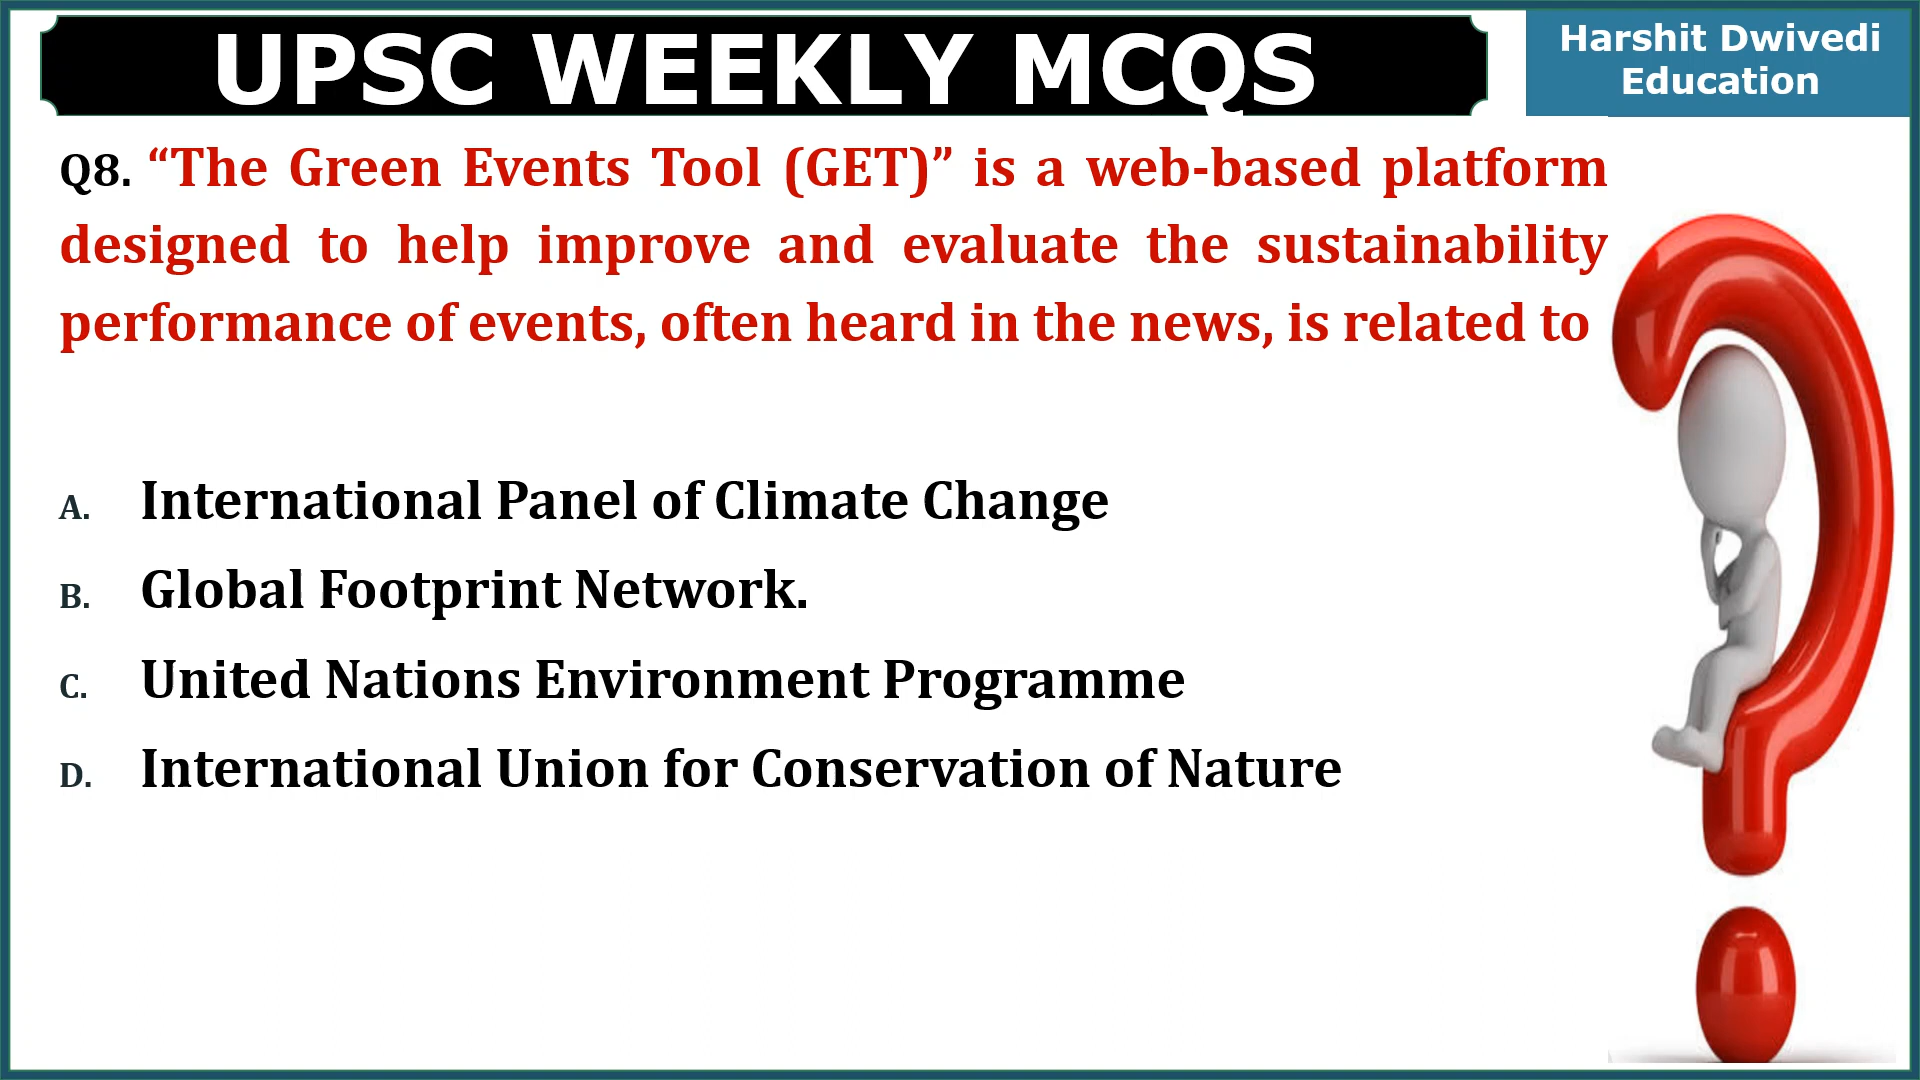 UPSC WEEKLY MCQS
Harshit Dwivedi
Education
Q8. “The Green Events Tool (GET)” is a web-based platform
designed to help improve and evaluate the sustainability
performance of events, often heard in the news, is related to
A. International Panel of Climate Change
B. Global Footprint Network.
C. United Nations Environment Programme
D. International Union for Conservation of Nature